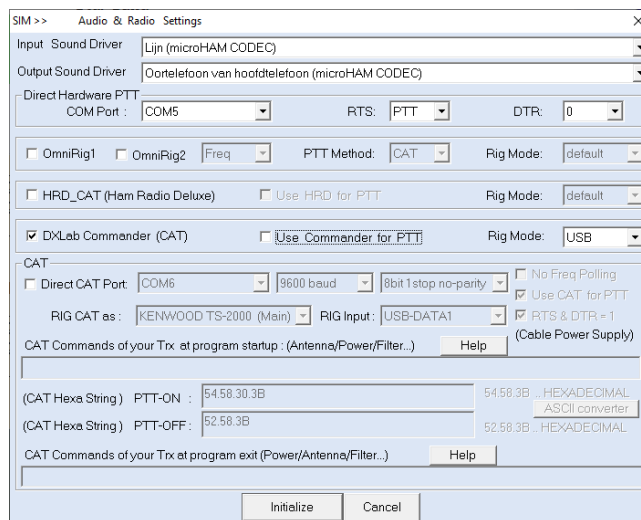 SIM >> Audio & Radio Settings
Input Sound Driver Lijn (microHAM CODEC)
Output Sound Driver Oortelefoon van hoofdtelefoon (microHAM CODEC)
Direct Hardware PTT
COM Port : COM5 RTS: PTT DTR: 0
OmniRig1 OmniRig2 Freq PTT Method: CAT Rig Mode: default
HRD_CAT (Ham Radio Deluxe) Use HRD for PTT Rig Mode: default
DXLab Commander (CAT) Use Commander for PTT Rig Mode: USB
CAT
Direct CAT Port: COM6 9600 baud 8bit 1stop no-parity No Freq Polling
Use CAT for PTT
RIG CAT as : KENWOOD TS-2000 (Main) RIG Input : USB-DATA1 RTS & DTR = 1
(Cable Power Supply)
CAT Commands of your Trx at program startup : (Antenna/Power/Filter...) Help
(CAT Hexa String ) PTT-ON : 54.58.30.3B 54.58.3B .. HEXADECIMAL
ASCII converter
(CAT Hexa String ) PTT-OFF : 52.58.3B 52.58.3B .. HEXADECIMAL
CAT Commands of your Trx at program exit (Power/Antenna/Filter...) Help
Initialize Cancel